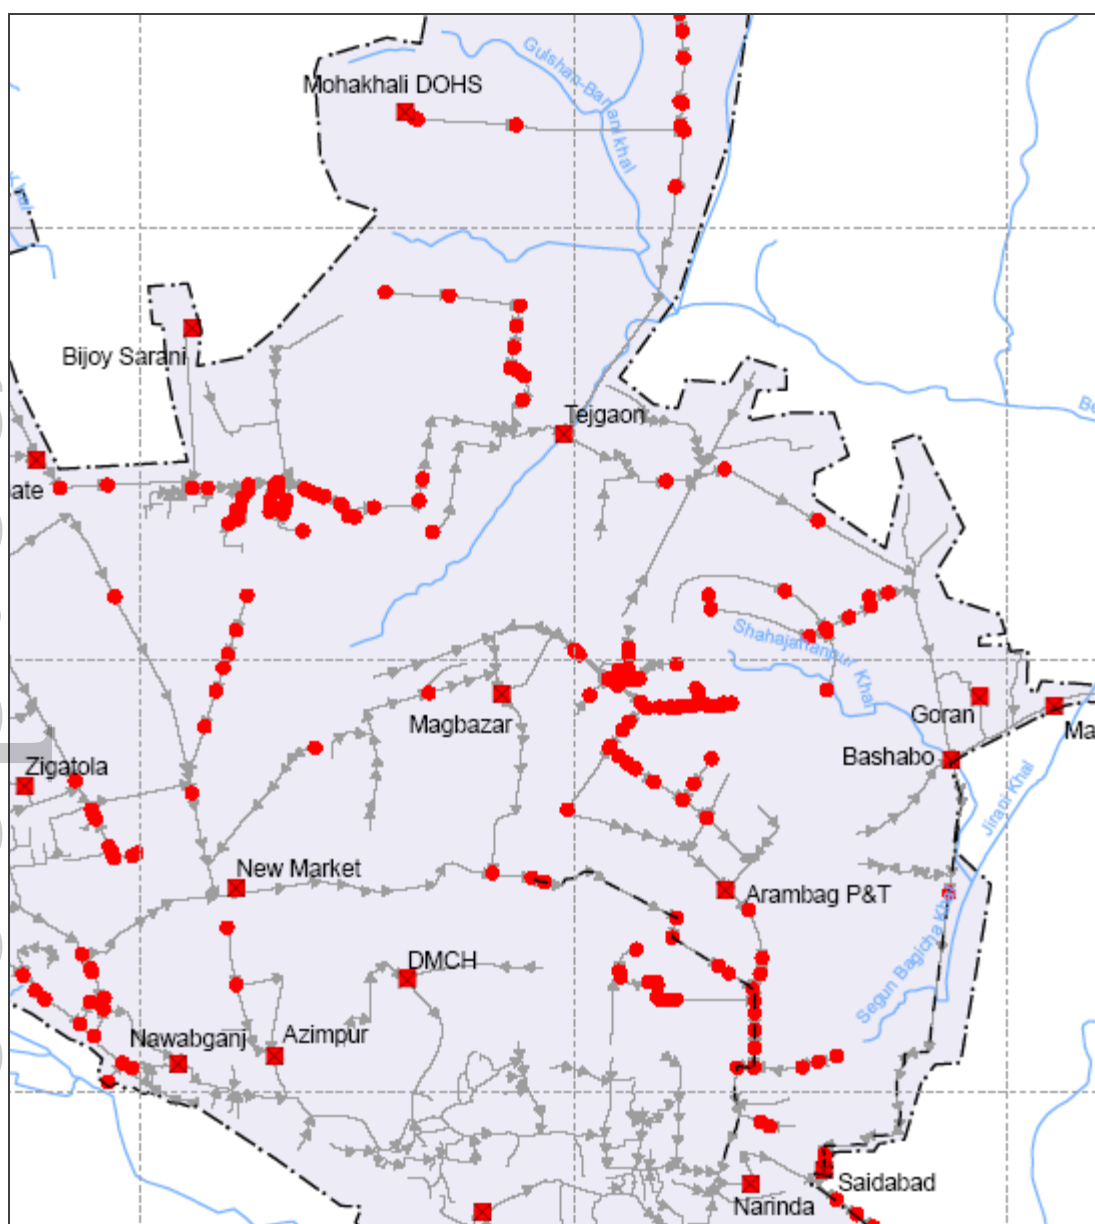 Gulshan-Banani khal
Mohakhali DOHS
Bijoy Sarani
Tejgaon
ate
Shahajahanpur Khal
Magbazar
Goran
Ma
Bashabo
Zigatola
Jirani Khal
New Market
Arambag P&T
DMCH
Segun Bagicha Khal
Nawabganj
Azimpur
Saidabad
Narinda